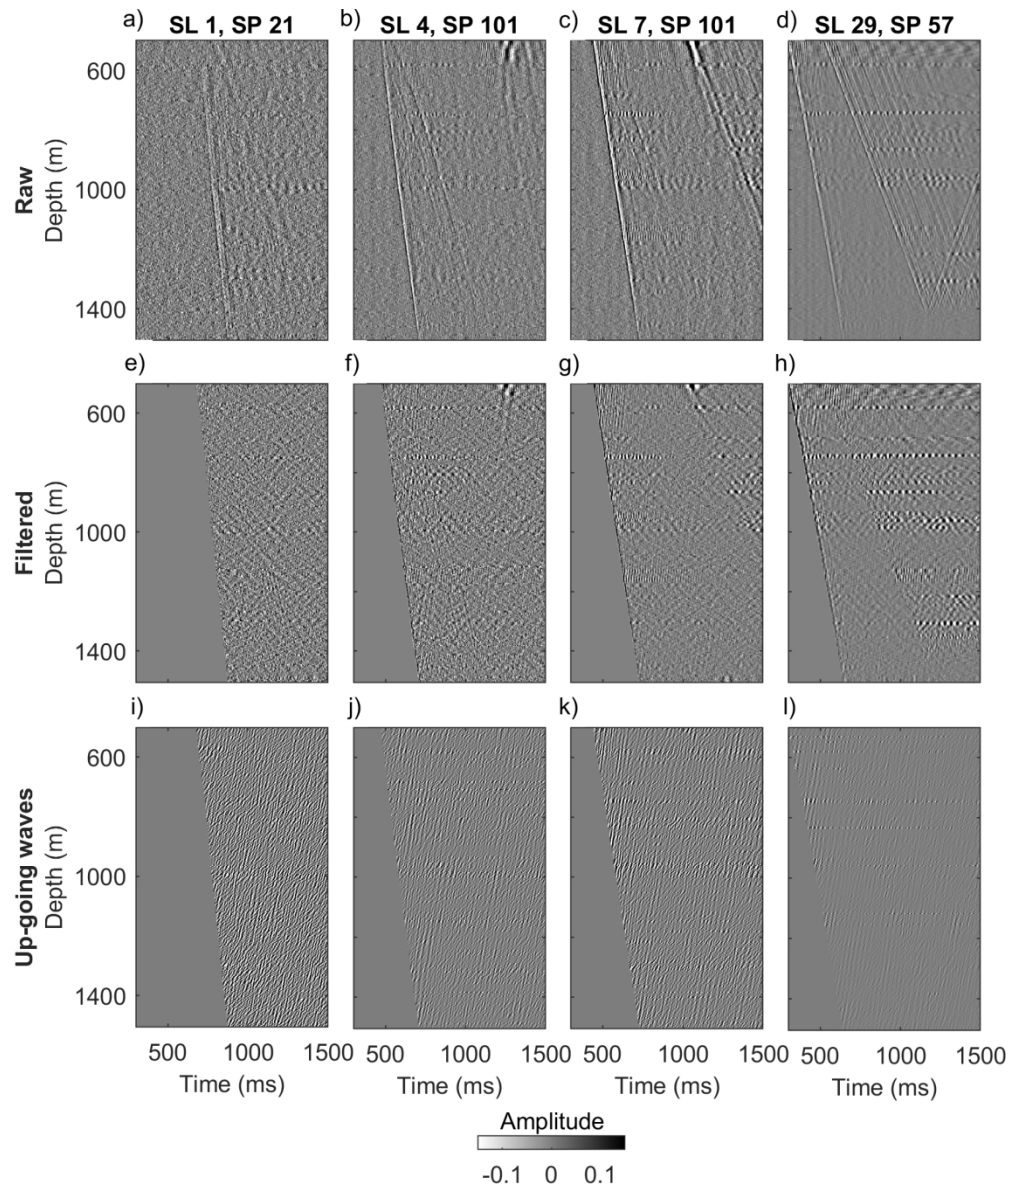 a) b) c) d)
SL 1, SP 21 SL 4, SP 101 SL 7, SP 101 SL 29, SP 57
Raw
Depth (m)
600
1000
1400
e) f) g) h)
Filtered
Depth (m)
600
1000
1400
i) j) k) l)
Up-going waves
Depth (m)
600
1000
1400
500 1000 1500 500 1000 1500 500 1000 1500 500 1000 1500
Time (ms) Time (ms) Time (ms) Time (ms)
Amplitude
-0.1 0 0.1